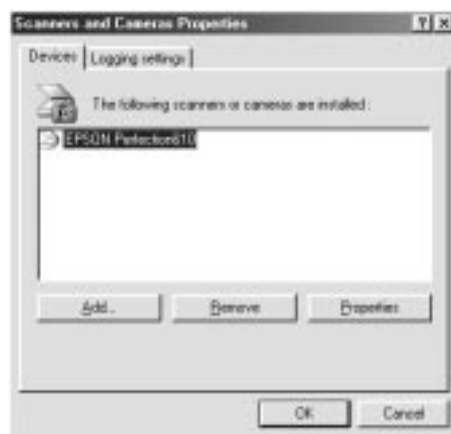 Scanners and Cameras Properties
Devices
Logging settings
The following scanners or cameras are installed:
EPSON Perfection610
Add...
Remove
Properties
OK
Cancel